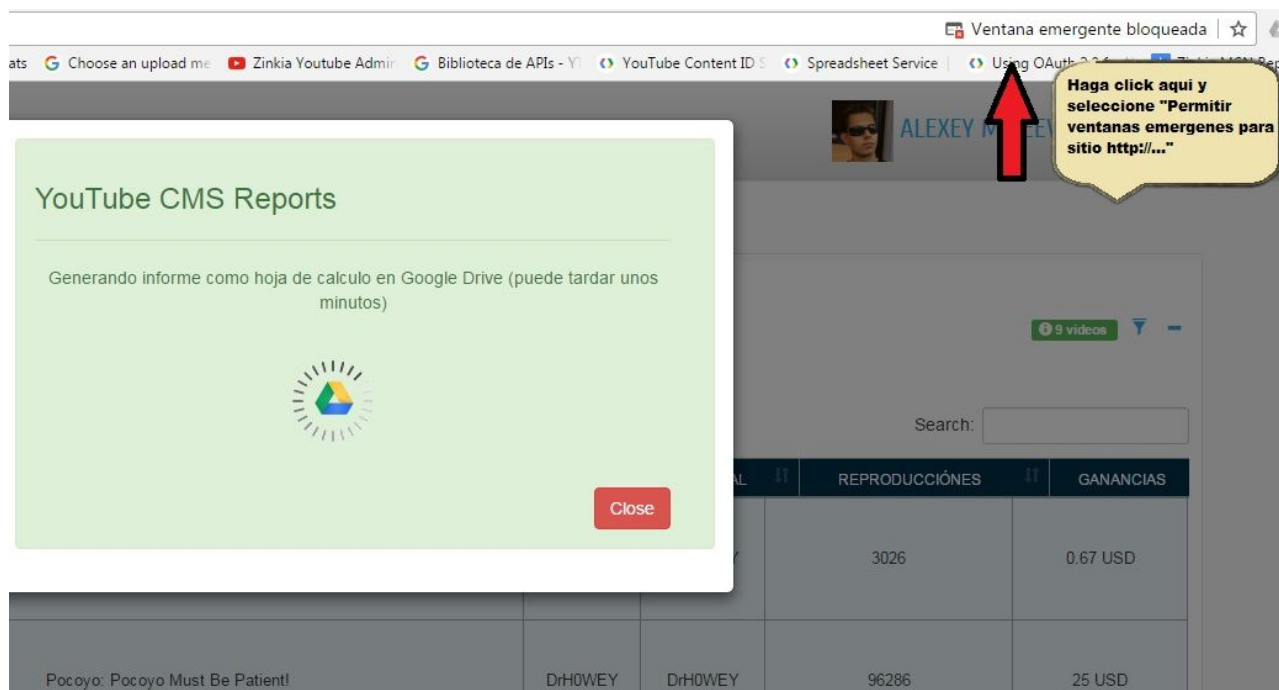 Ventana emergente bloqueada
ats Choose an upload me Zinkia Youtube Admin Biblioteca de APIs - Y YouTube Content ID S Spreadsheet Service Using OAuth
Haga click aqui y
seleccione "Permitir
ventanas emergenes para
sitio http://..."
ALEXEY
YouTube CMS Reports
Generando informe como hoja de calculo en Google Drive (puede tardar unos
minutos)
9 videos
Search:
Close
AL REPRODUCCIÓNES GANANCIAS
Y 3026 0.67 USD
Pocoyo: Pocoyo Must Be Patient! DrH0WEY DrH0WEY 96286 25 USD